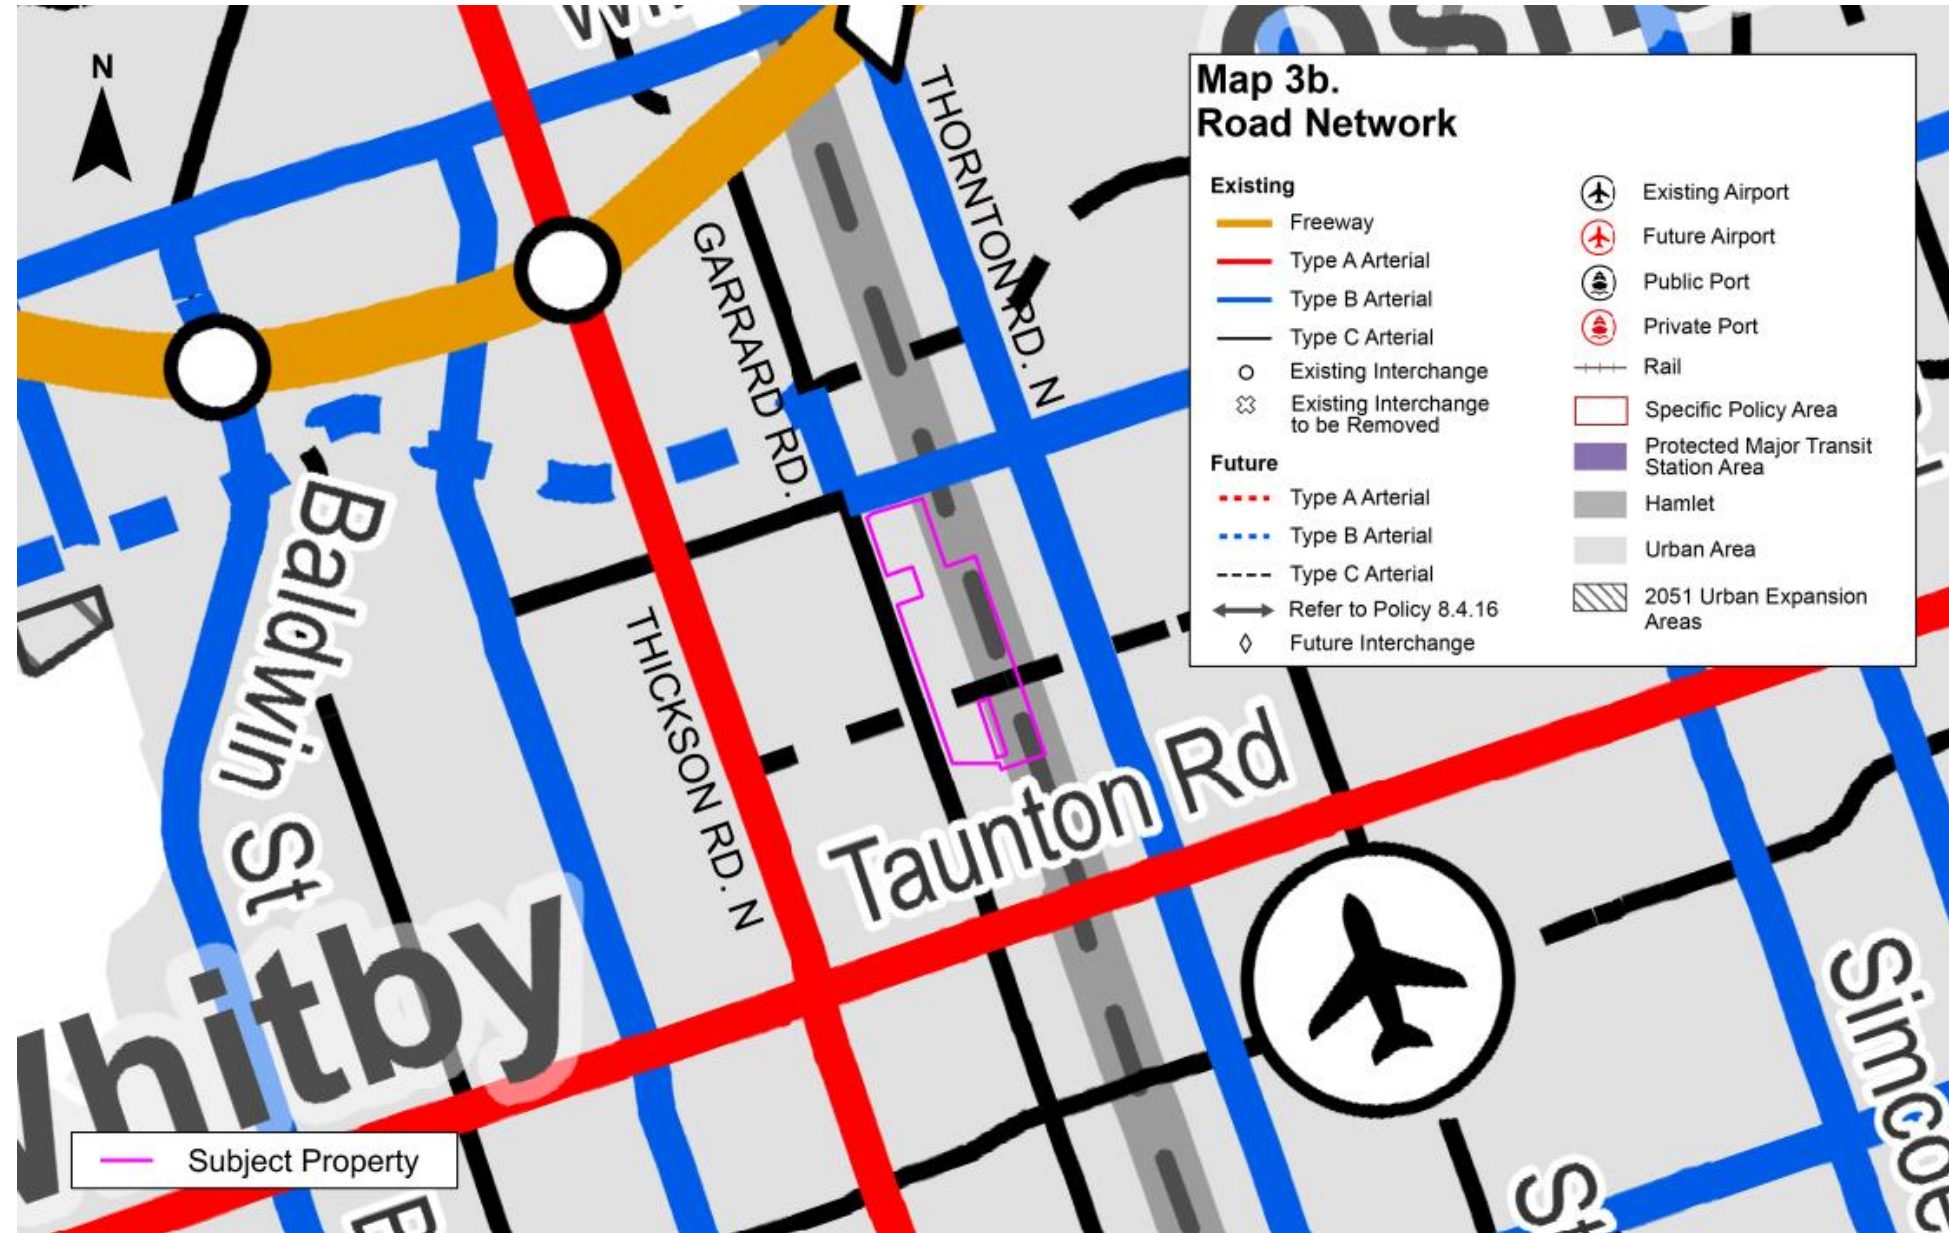 N
THORNTON RD. N
GARRARD RD.
Baldwin St
THICKSON RD. N
Taunton Rd
Whitby
Simcoe
St
Map 3b.
Road Network
Existing
Freeway
Type A Arterial
Type B Arterial
Type C Arterial
Existing Interchange
Existing Interchange
to be Removed
Future
Type A Arterial
Type B Arterial
Type C Arterial
Refer to Policy 8.4.16
Future Interchange
Existing Airport
Future Airport
Public Port
Private Port
Rail
Specific Policy Area
Protected Major Transit
Station Area
Hamlet
Urban Area
2051 Urban Expansion
Areas
Subject Property